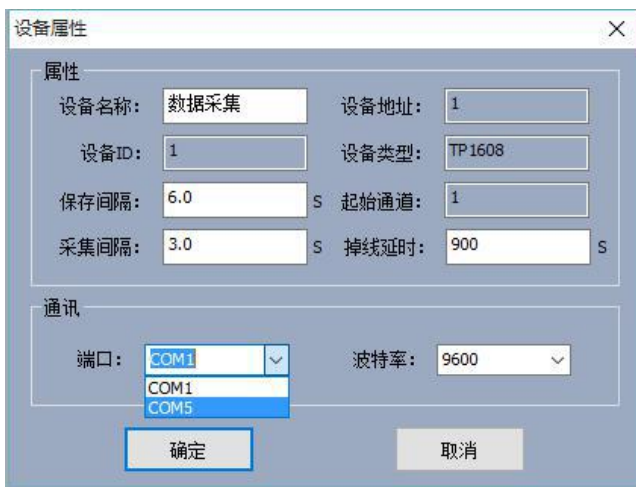 设备属性
属性
设备名称： 数据采集 设备地址： 1
设备ID： 1 设备类型： TP1608
保存间隔： 6.0 S 起始通道： 1
采集间隔： 3.0 S 掉线延时： 900 S
通讯
端口： COM1 波特率： 9600
COM1
COM5
确定 取消